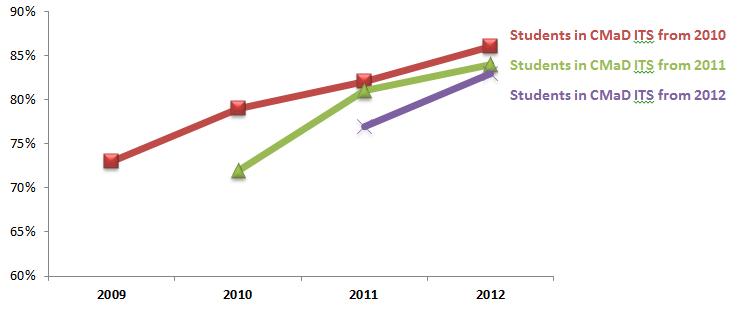 90%
Students in CMaD ITS from 2010
85%
Students in CMaD ITS from 2011
80%
Students in CMaD ITS from 2012
75%
70%
65%
60%
2009 2010 2011 2012